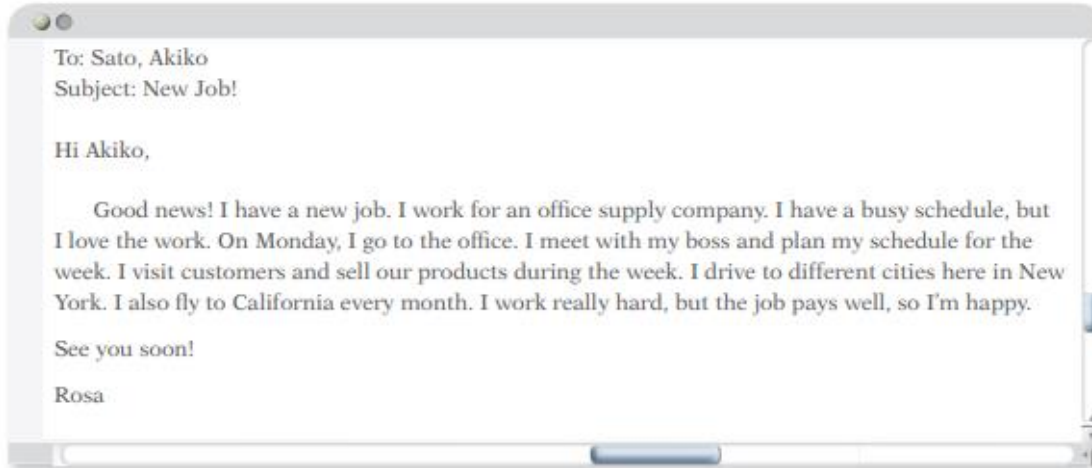 To: Sato, Akiko
Subject: New Job!
Hi Akiko,
Good news! I have a new job. I work for an office supply company. I have a busy schedule, but
I love the work. On Monday, I go to the office. I meet with my boss and plan my schedule for the
week. I visit customers and sell our products during the week. I drive to different cities here in New
York. I also fly to California every month. I work really hard, but the job pays well, so I'm happy.
See you soon!
Rosa